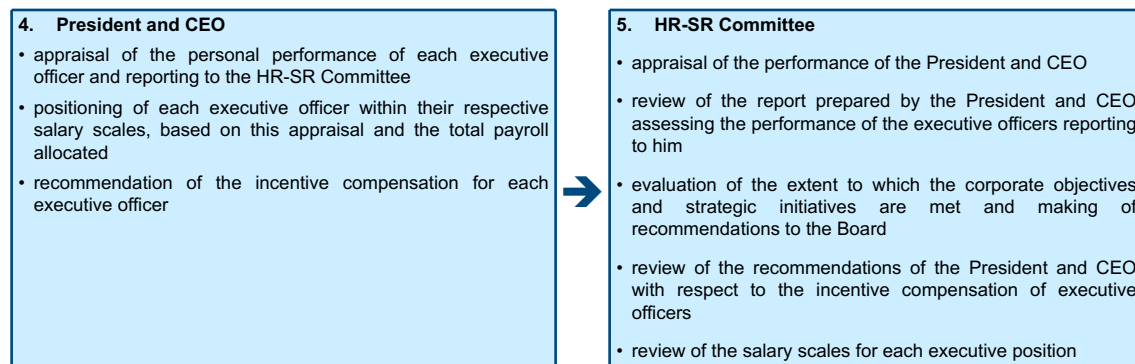 4. President and CEO
• appraisal of the personal performance of each executive
officer and reporting to the HR-SR Committee
• positioning of each executive officer within their respective
salary scales, based on this appraisal and the total payroll
allocated
• recommendation of the incentive compensation for each
executive officer
5. HR-SR Committee
• appraisal of the performance of the President and CEO
• review of the report prepared by the President and CEO
assessing the performance of the executive officers reporting
to him
• evaluation of the extent to which the corporate objectives
and strategic initiatives are met and making of
recommendations to the Board
• review of the recommendations of the President and CEO
with respect to the incentive compensation of executive
officers
• review of the salary scales for each executive position